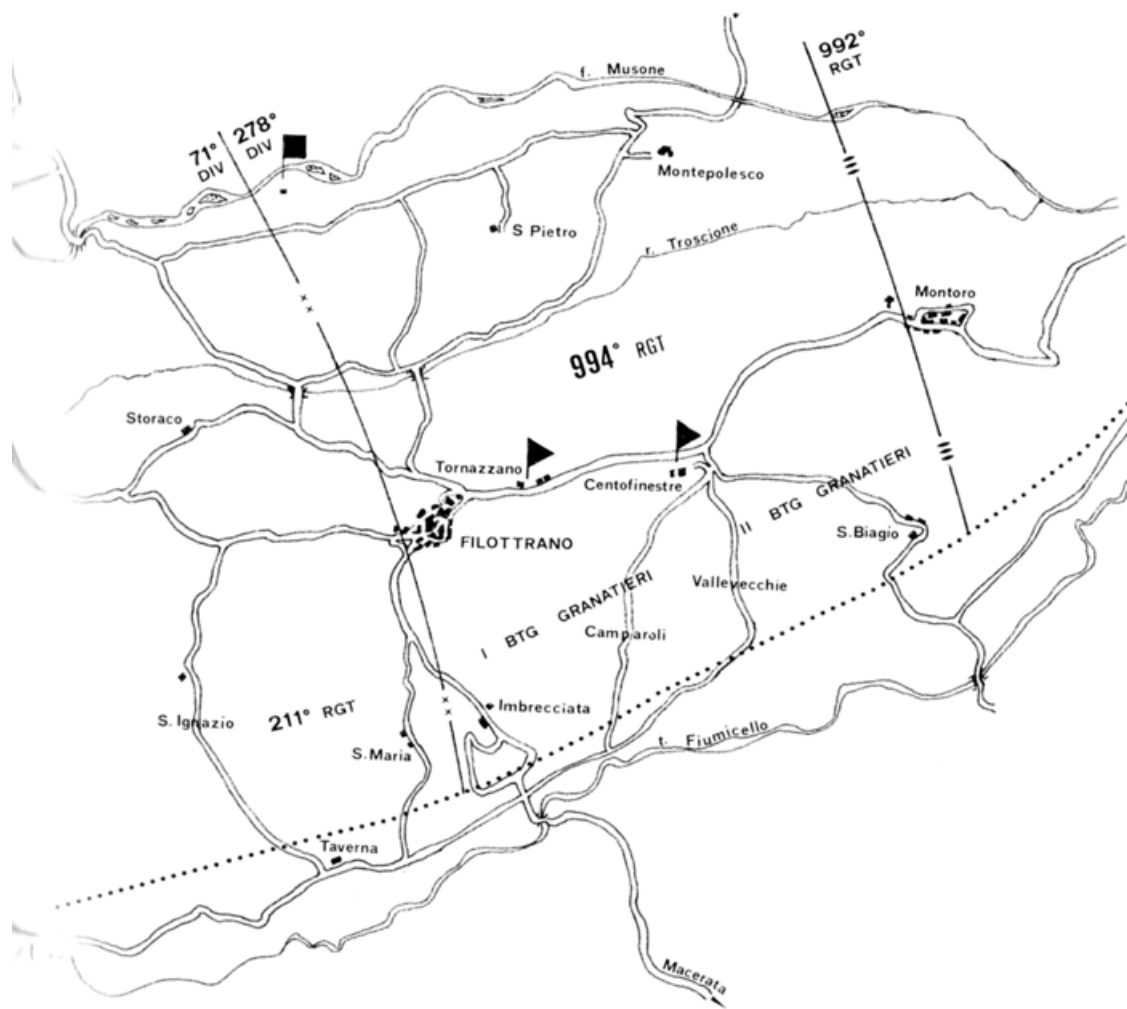 992°
RGT
f. Musone
71°
DIV
278°
DIV
Montepolesco
S Pietro
r. Troscione
Montoro
994° RGT
Storaco
Tornazzano
Centofinestre
II BTG GRANATIERI
FILOTTRANO
S.Biagio
Vallevecchie
I BTG GRANATIERI
Camparoli
S. Ignazio
211° RGT
Imbrecciata
S.Maria
t. Fiumicello
Taverna
Macerata